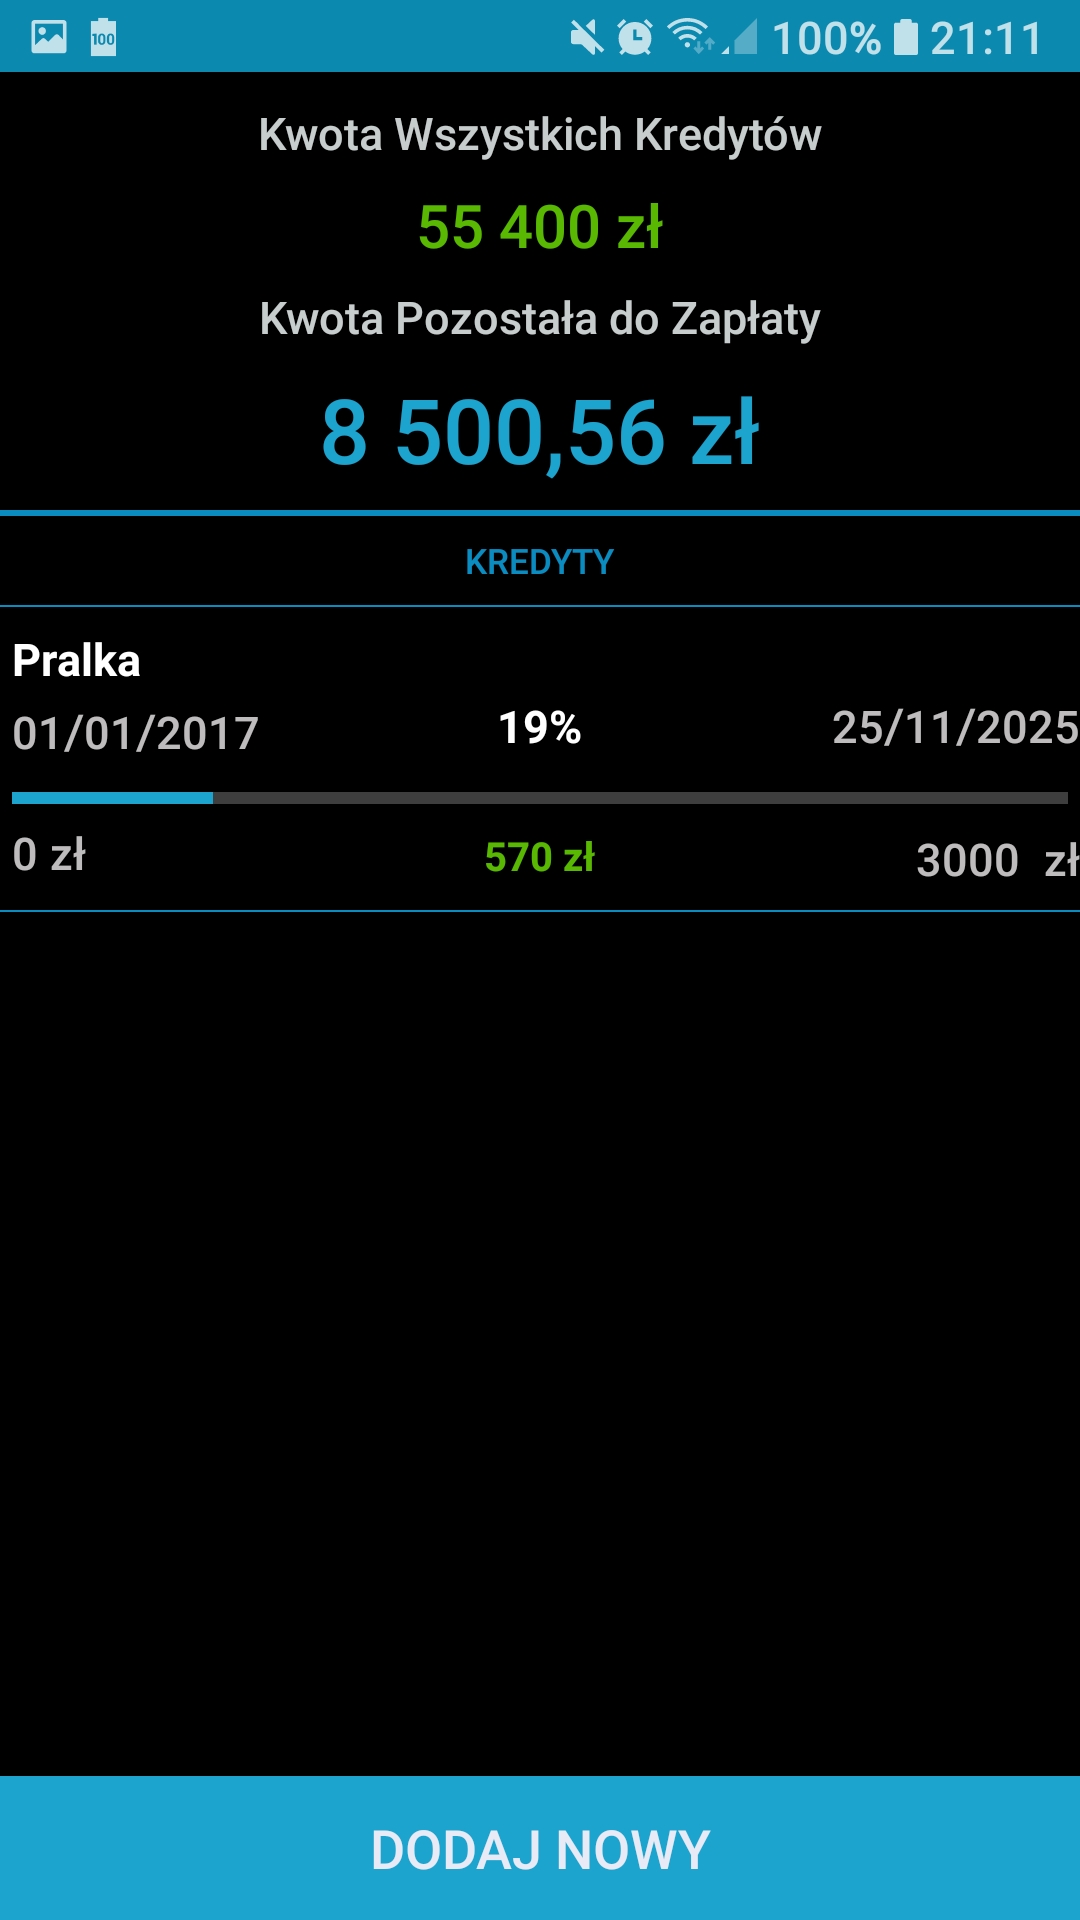 100 100% 21:11
Kwota Wszystkich Kredytów
55 400 zł
Kwota Pozostała do Zapłaty
8 500,56 zł
KREDYTY
Pralka
01/01/2017 19% 25/11/2025
0 zł 570 zł 3000 zł
DODAJ NOWY